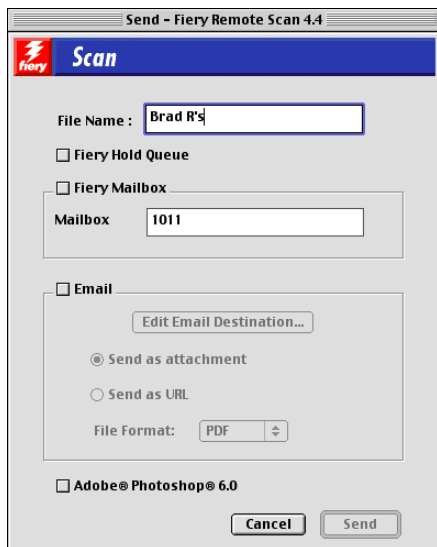 Send - Fiery Remote Scan 4.4
fiery Scan
File Name : Brad R's
Fiery Hold Queue
Fiery Mailbox
Mailbox 1011
Email
Edit Email Destination...
Send as attachment
Send as URL
File Format: PDF
Adobe® Photoshop® 6.0
Cancel Send